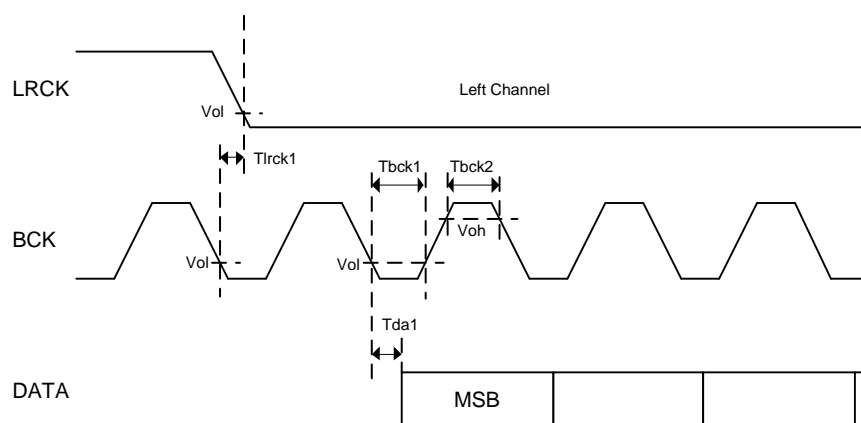 LRCK
Left Channel
Vol
Tlrck1
Tbck1
Tbck2
BCK
Voh
Vol
Vol
Tda1
DATA
MSB